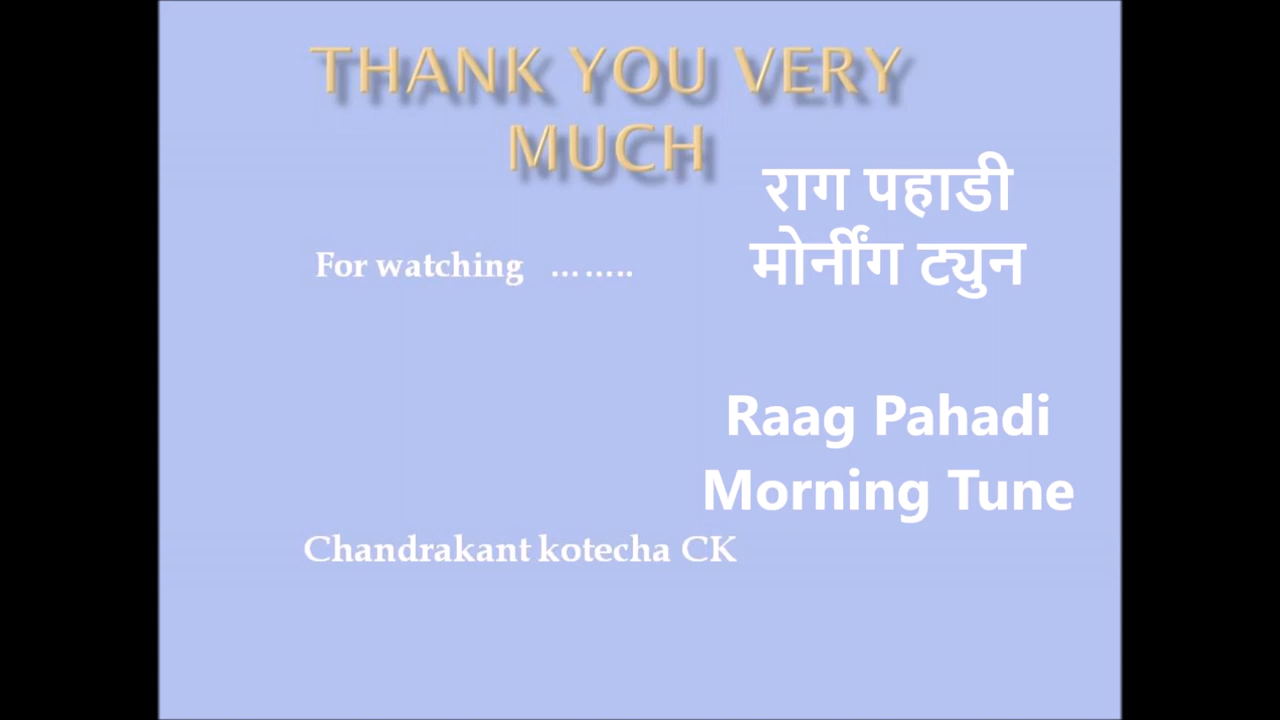 THANK YOU VERY
MUCH
राग पहाडी
मोर्नींग ट्युन
For watching ……..
Raag Pahadi
Morning Tune
Chandrakant kotecha CK